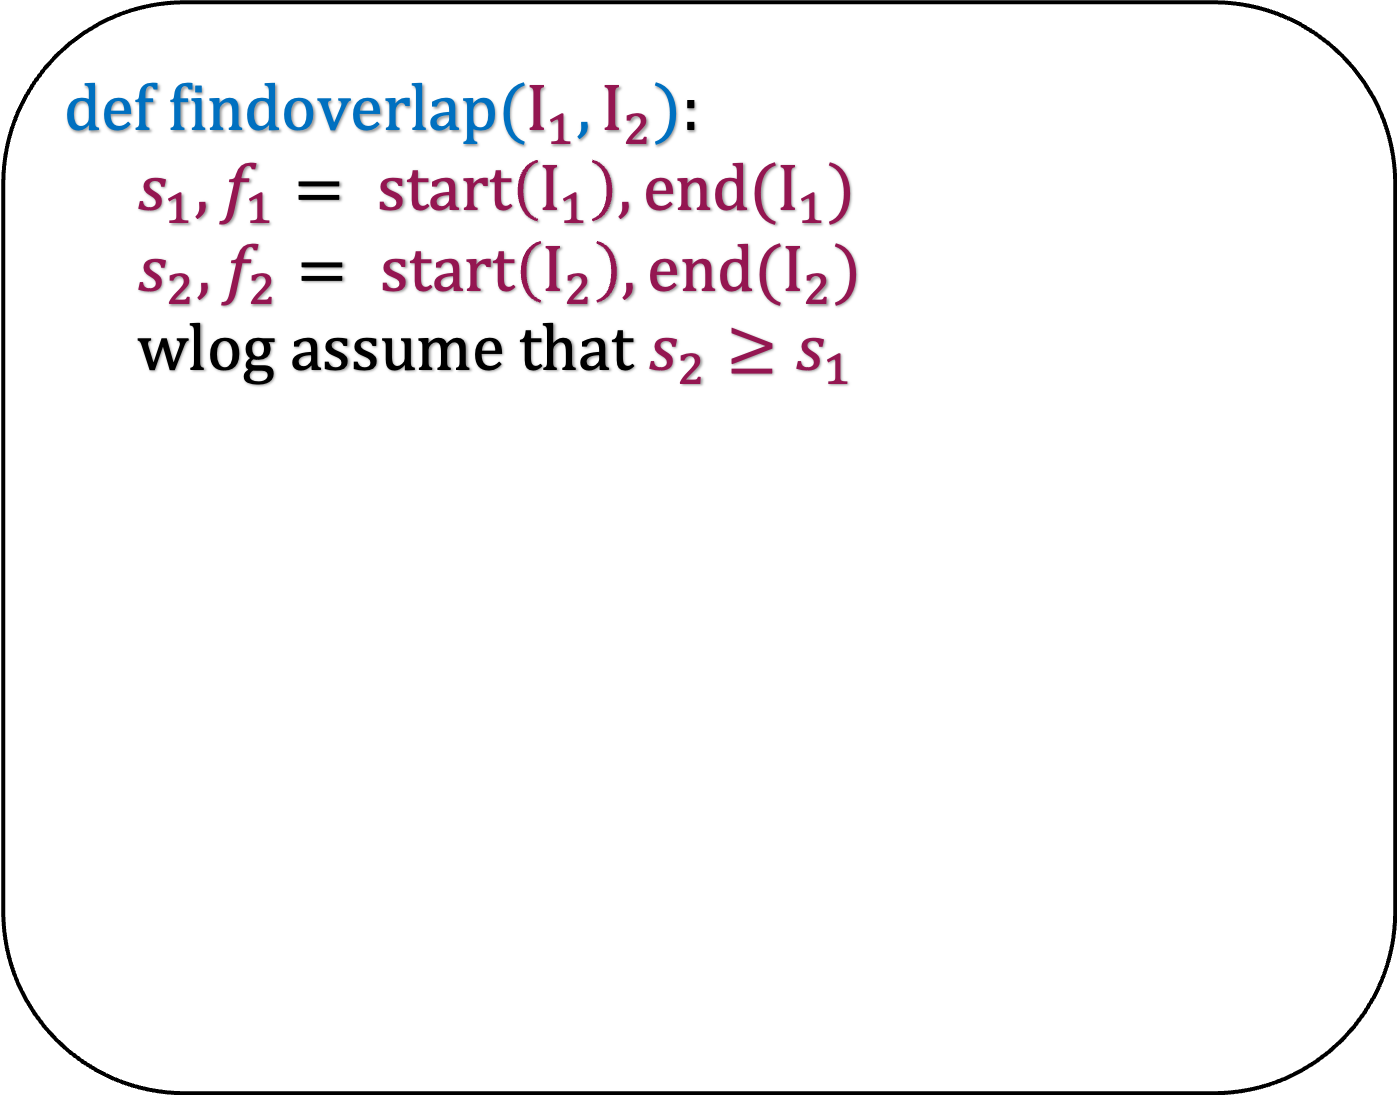 def findoverlap(I₁, I₂):
s₁, f₁ = start(I₁), end(I₁)
s₂, f₂ = start(I₂), end(I₂)
wlog assume that s₂ ≥ s₁